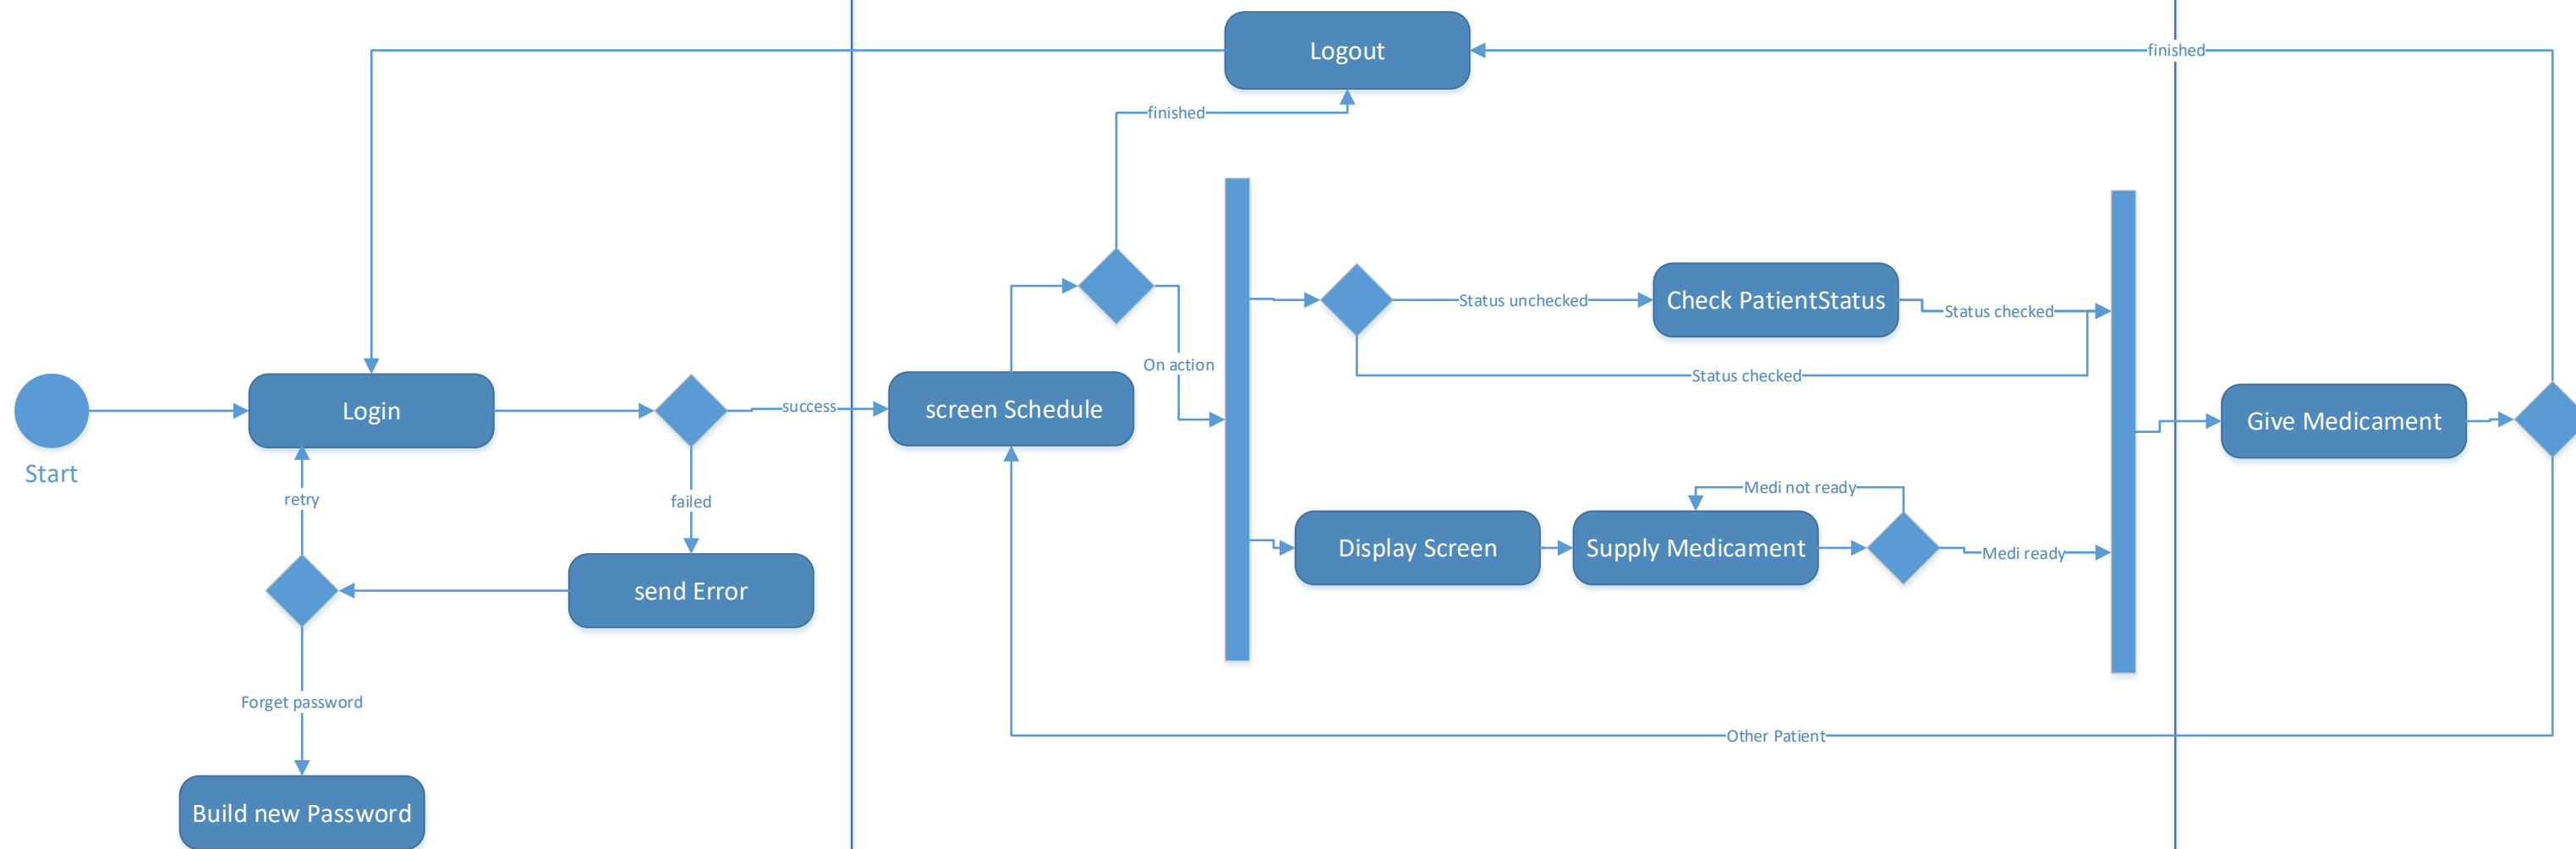 Logout
finished
finished
Check PatientStatus
Status unchecked
Status checked
Status checked
On action
Start
Login
success
screen Schedule
Give Medicament
retry
failed
Medi not ready
Display Screen
Supply Medicament
Medi ready
send Error
Forget password
Other Patient
Build new Password